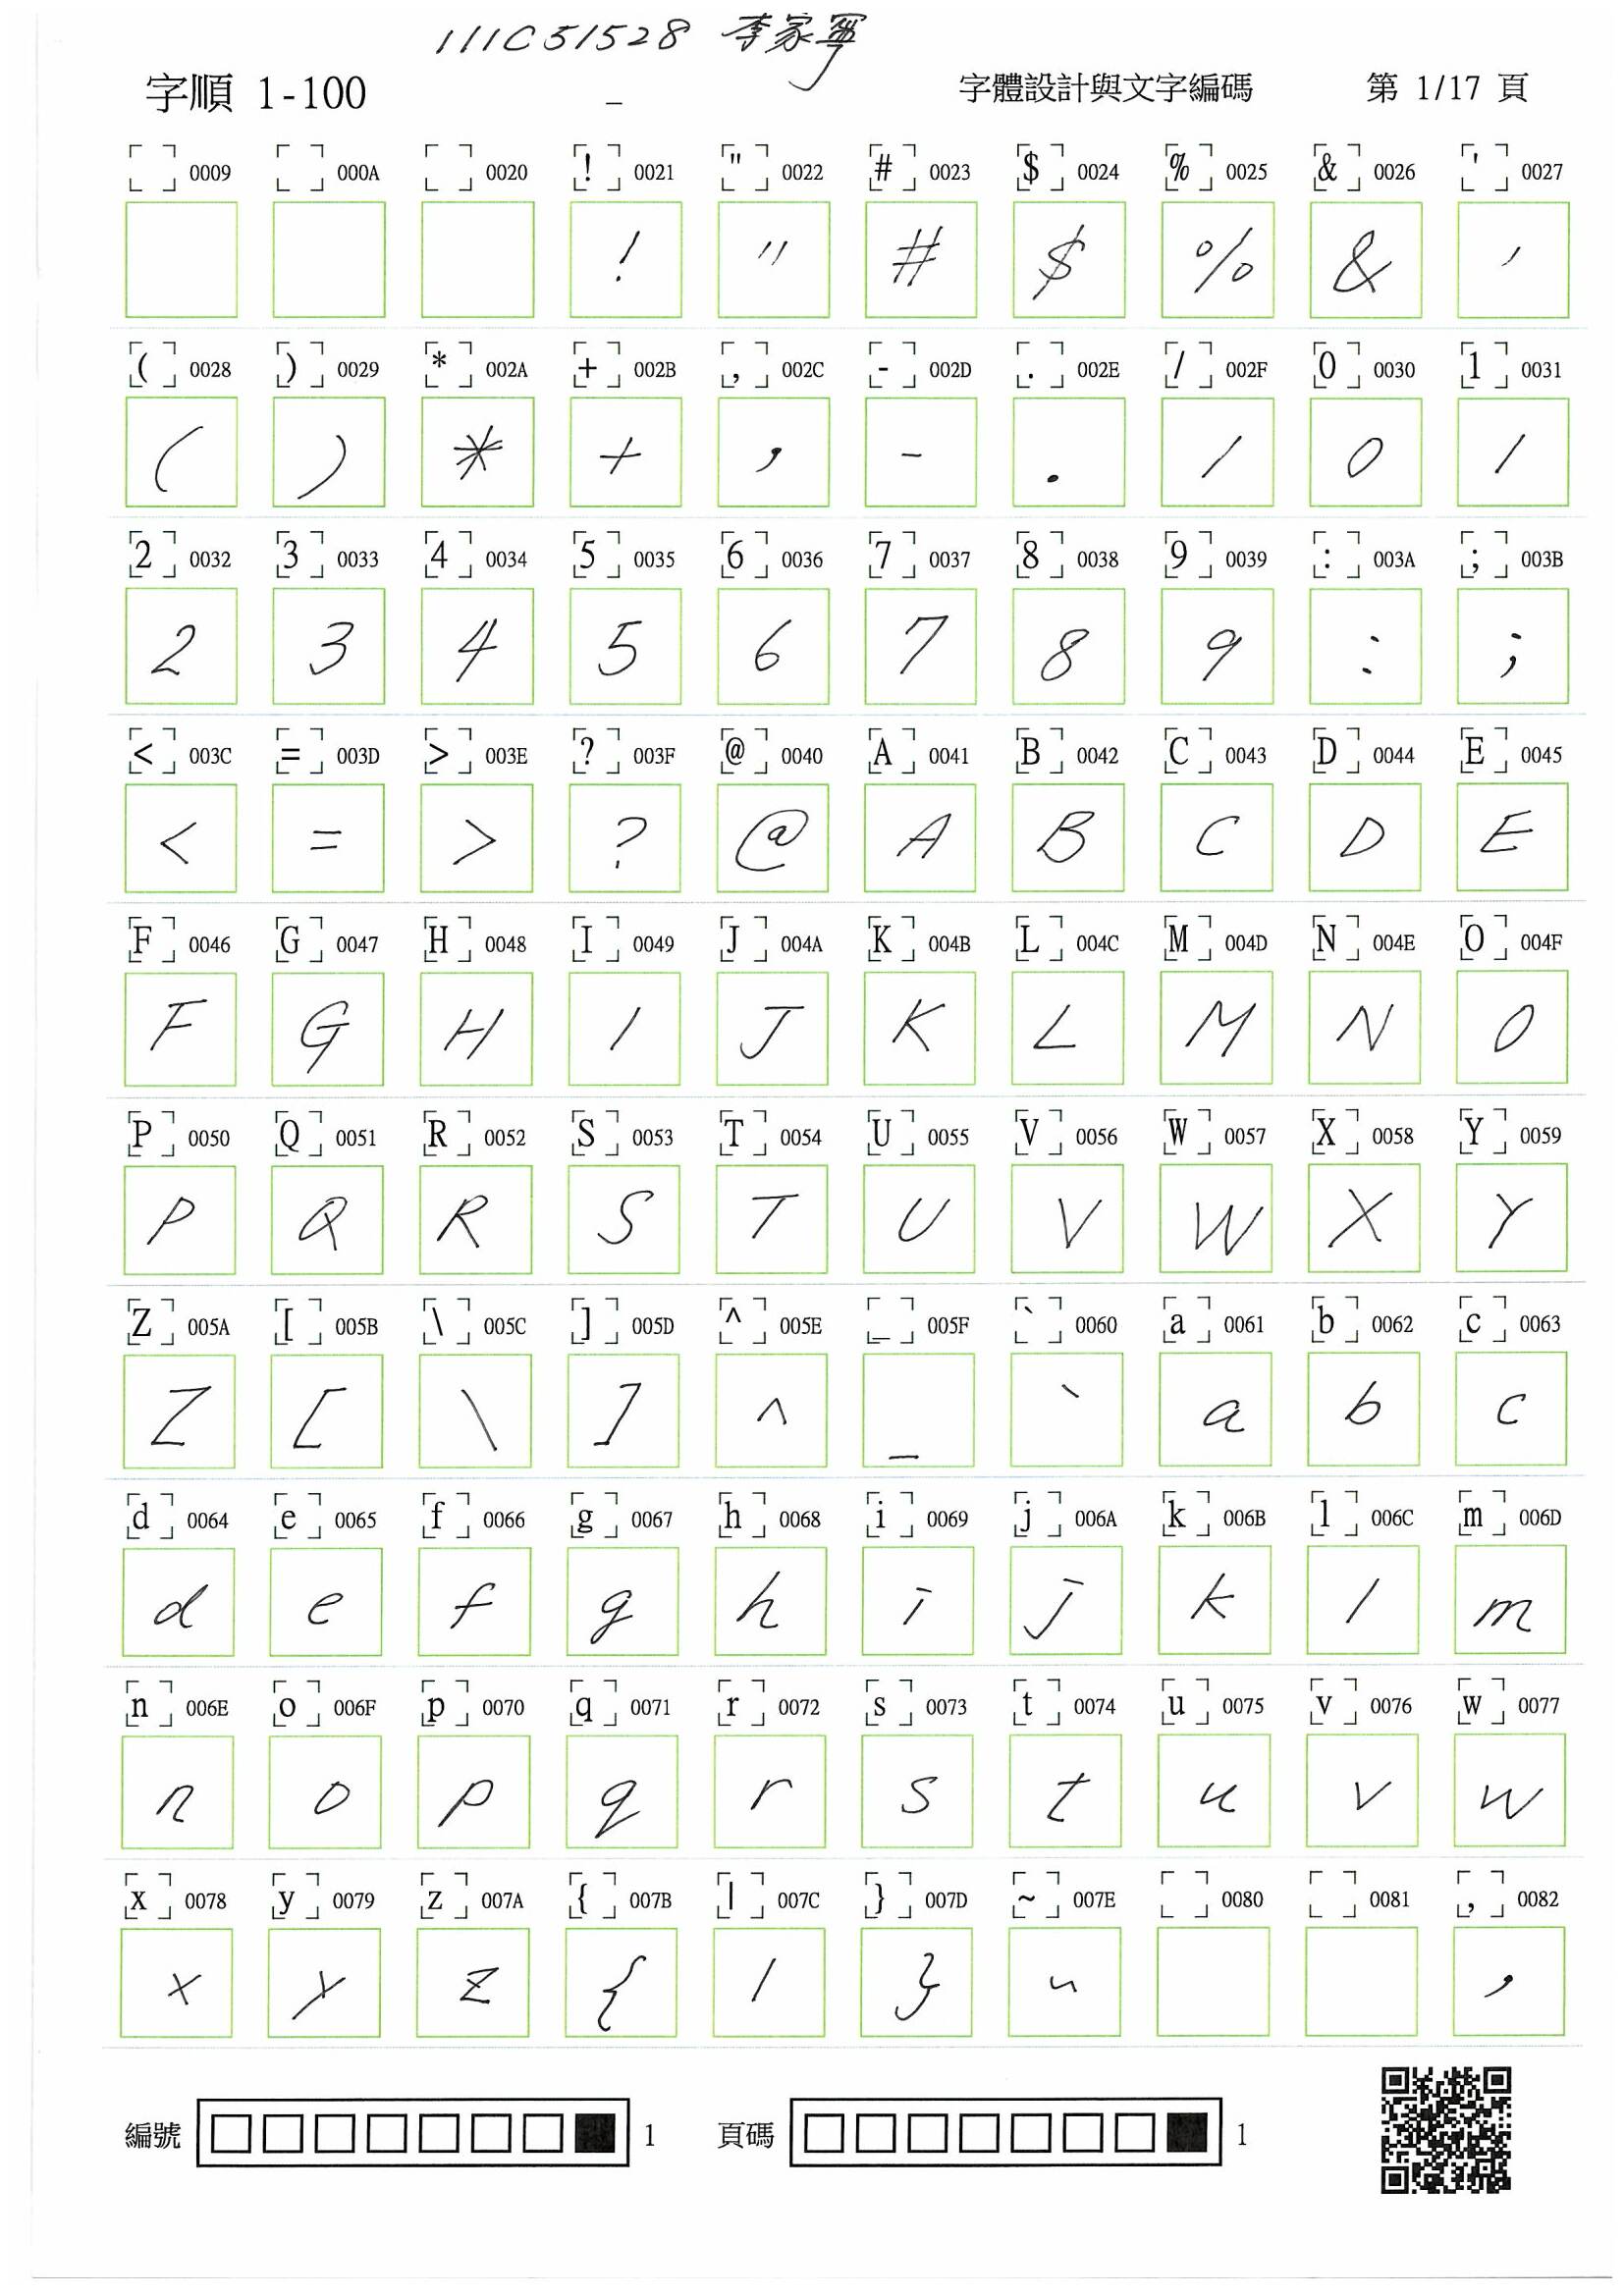 111C51528 李家寧
字順 1-100 _ 字體設計與文字編碼 第 1/17 頁
0009 000A 0020 ! 0021 " 0022 # 0023 $ 0024 % 0025 & 0026 ' 0027
! " # $ % & '
( 0028 ) 0029 * 002A + 002B , 002C - 002D . 002E / 002F 0 0030 1 0031
( ) * + , - . / 0 1
2 0032 3 0033 4 0034 5 0035 6 0036 7 0037 8 0038 9 0039 : 003A ; 003B
2 3 4 5 6 7 8 9 : ;
< 003C = 003D > 003E ? 003F @ 0040 A 0041 B 0042 C 0043 D 0044 E 0045
< = > ? @ A B C D E
F 0046 G 0047 H 0048 I 0049 J 004A K 004B L 004C M 004D N 004E O 004F
F G H I J K L M N O
P 0050 Q 0051 R 0052 S 0053 T 0054 U 0055 V 0056 W 0057 X 0058 Y 0059
P Q R S T U V W X Y
Z 005A [ 005B \ 005C ] 005D ^ 005E _ 005F ` 0060 a 0061 b 0062 c 0063
Z [ \ ] ^ _ ` a b c
d 0064 e 0065 f 0066 g 0067 h 0068 i 0069 j 006A k 006B l 006C m 006D
d e f g h i j k l m
n 006E o 006F p 0070 q 0071 r 0072 s 0073 t 0074 u 0075 v 0076 w 0077
n o p q r s t u v w
x 0078 y 0079 z 007A { 007B | 007C } 007D ~ 007E 0080 0081 , 0082
x y z { | } ~ ,
編號 1 頁碼 1